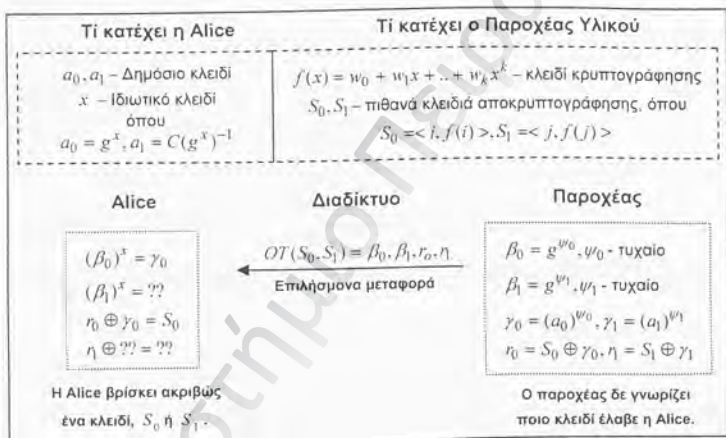 Τί κατέχει η Alice
a₀, a₁ – Δημόσιο κλειδί
x – Ιδιωτικό κλειδί
όπου
a₀ = gˣ, a₁ = C(gˣ)⁻¹
Τί κατέχει ο Παροχέας Υλικού
f(x) = w₀ + w₁x + .. + wₖxᵏ – κλειδί κρυπτογράφησης
S₀, S₁ – πιθανά κλειδιά αποκρυπτογράφησης, όπου
S₀ =< i, f(i) >, S₁ =< j, f(j) >
Alice
(β₀)ˣ = γ₀
(β₁)ˣ = ??
r₀ ⊕ γ₀ = S₀
η ⊕ ?? = ??
Η Alice βρίσκει ακριβώς
ένα κλειδί, S₀ ή S₁ .
Διαδίκτυο
OT(S₀, S₁) = β₀, β₁, rₒ, η
Επιλήσμονα μεταφορά
Παροχέας
β₀ = g^ψ₀, ψ₀ - τυχαίο
β₁ = g^ψ₁, ψ₁ - τυχαίο
γ₀ = (a₀)^ψ₀, γ₁ = (a₁)^ψ₁
r₀ = S₀ ⊕ γ₀, η = S₁ ⊕ γ₁
Ο παροχέας δε γνωρίζει
ποιο κλειδί έλαβε η Alice.
στήμιο Πειρα